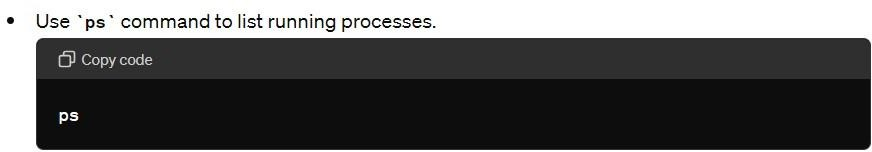 • Use `ps` command to list running processes.
Copy code
ps